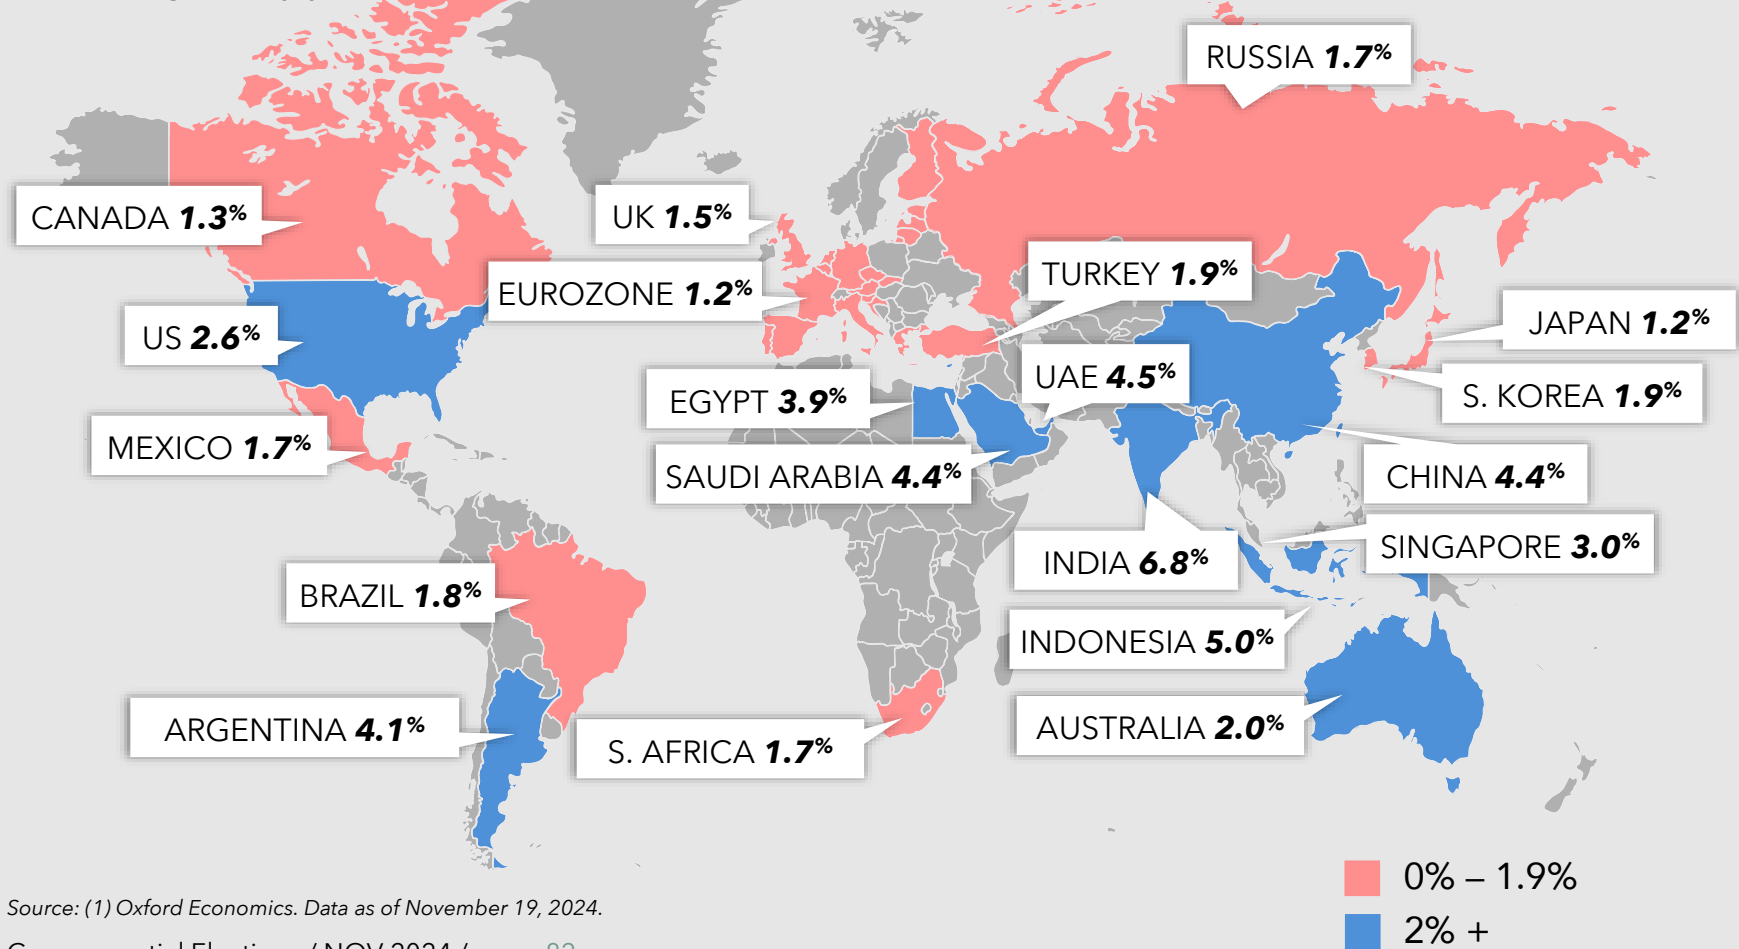 RUSSIA 1.7%
CANADA 1.3%
UK 1.5%
TURKEY 1.9%
EUROZONE 1.2%
JAPAN 1.2%
US 2.6%
UAE 4.5%
S. KOREA 1.9%
EGYPT 3.9%
MEXICO 1.7%
SAUDI ARABIA 4.4%
CHINA 4.4%
SINGAPORE 3.0%
INDIA 6.8%
BRAZIL 1.8%
INDONESIA 5.0%
ARGENTINA 4.1%
AUSTRALIA 2.0%
S. AFRICA 1.7%
0% – 1.9%
2% +
Source: (1) Oxford Economics. Data as of November 19, 2024.